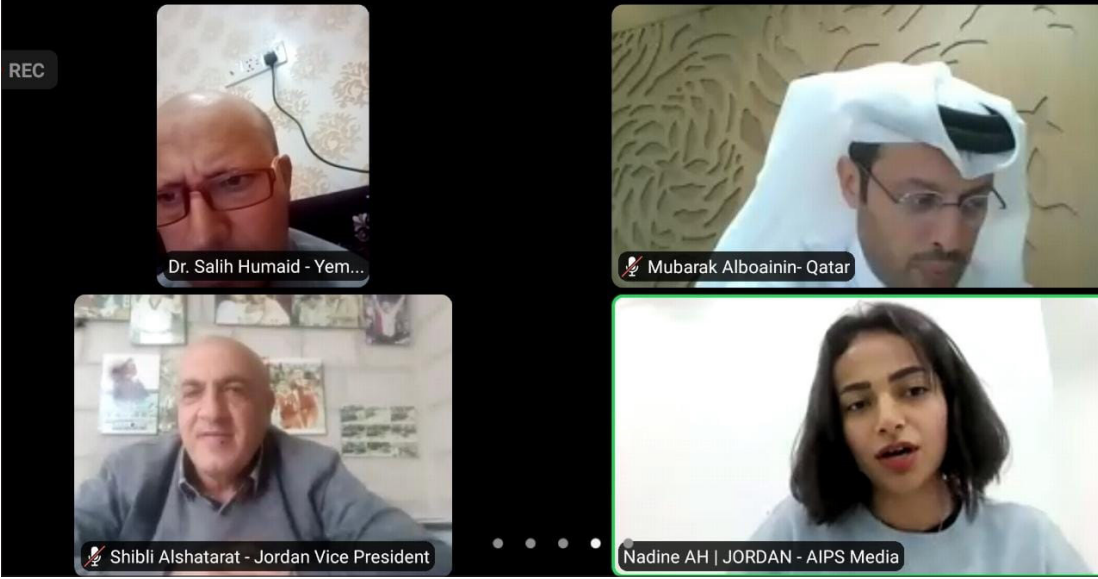 REC
Dr. Salih Humaid - Yem...
Mubarak Alboainin- Qatar
Shibli Alshatarat - Jordan Vice President
Nadine AH | JORDAN - AIPS Media